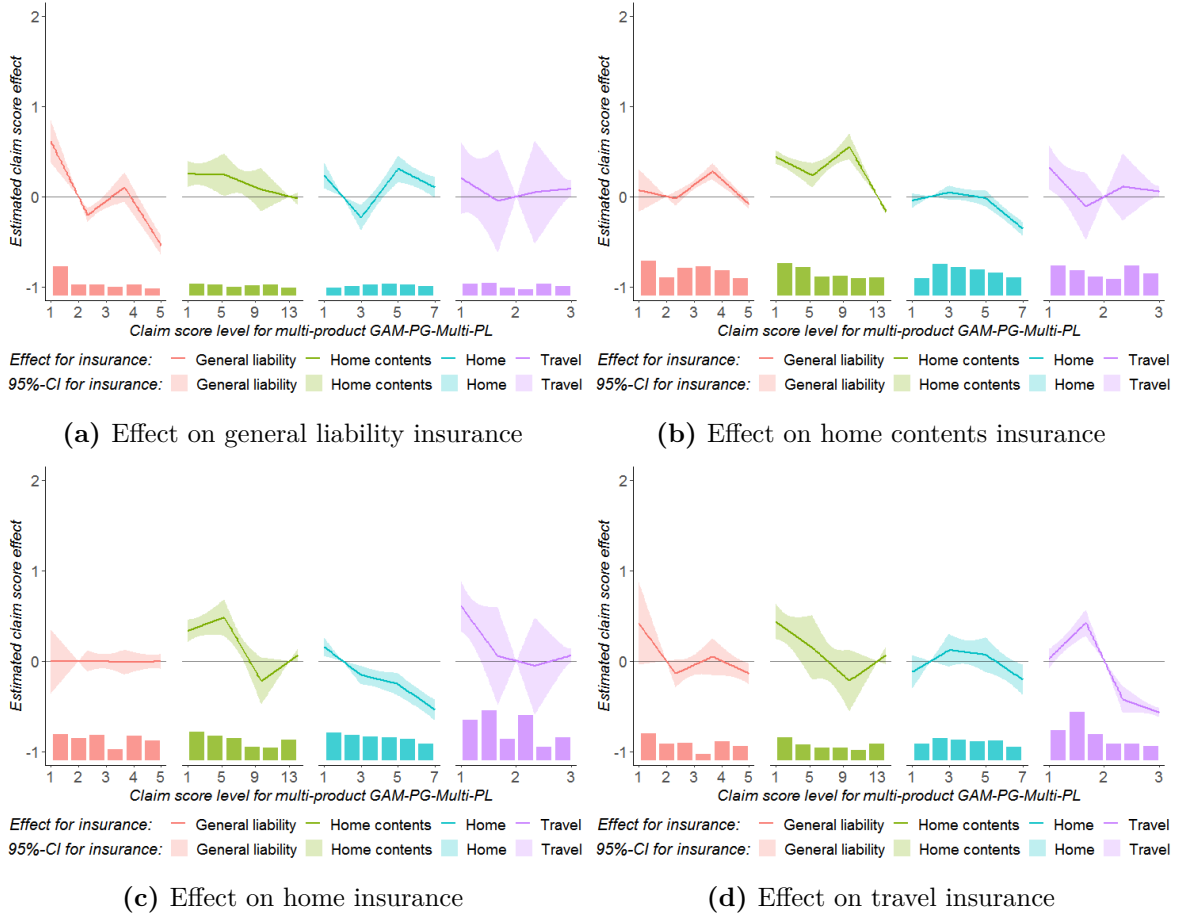 2
1
0
-1
Estimated claim score effect
1 2 3 4 5 1 5 9 13 1 3 5 7 1 2 3
Claim score level for multi-product GAM-PG-Multi-PL
Effect for insurance: General liability Home contents Home Travel
95%-CI for insurance: General liability Home contents Home Travel
(a) Effect on general liability insurance
2
1
0
-1
Estimated claim score effect
1 2 3 4 5 1 5 9 13 1 3 5 7 1 2 3
Claim score level for multi-product GAM-PG-Multi-PL
Effect for insurance: General liability Home contents Home Travel
95%-CI for insurance: General liability Home contents Home Travel
(b) Effect on home contents insurance
2
1
0
-1
Estimated claim score effect
1 2 3 4 5 1 5 9 13 1 3 5 7 1 2 3
Claim score level for multi-product GAM-PG-Multi-PL
Effect for insurance: General liability Home contents Home Travel
95%-CI for insurance: General liability Home contents Home Travel
(c) Effect on home insurance
2
1
0
-1
Estimated claim score effect
1 2 3 4 5 1 5 9 13 1 3 5 7 1 2 3
Claim score level for multi-product GAM-PG-Multi-PL
Effect for insurance: General liability Home contents Home Travel
95%-CI for insurance: General liability Home contents Home Travel
(d) Effect on travel insurance